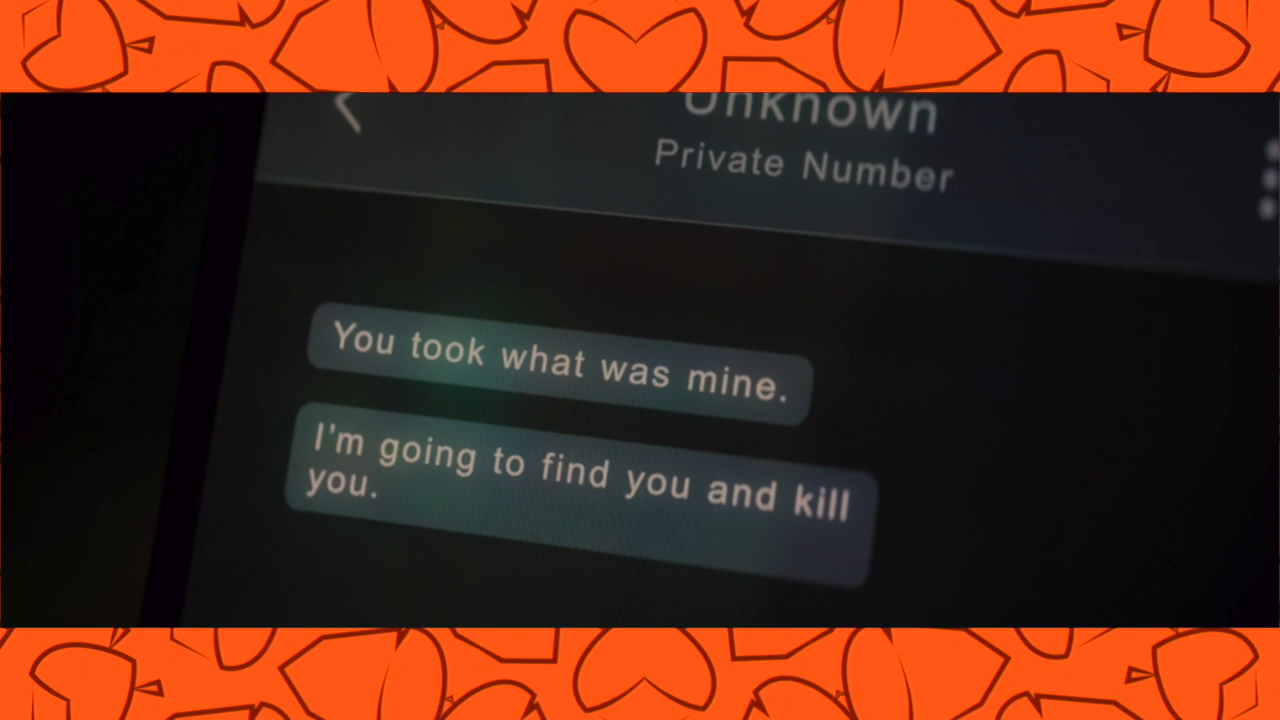 Unknown
Private Number
You took what was mine.
I'm going to find you and kill
you.